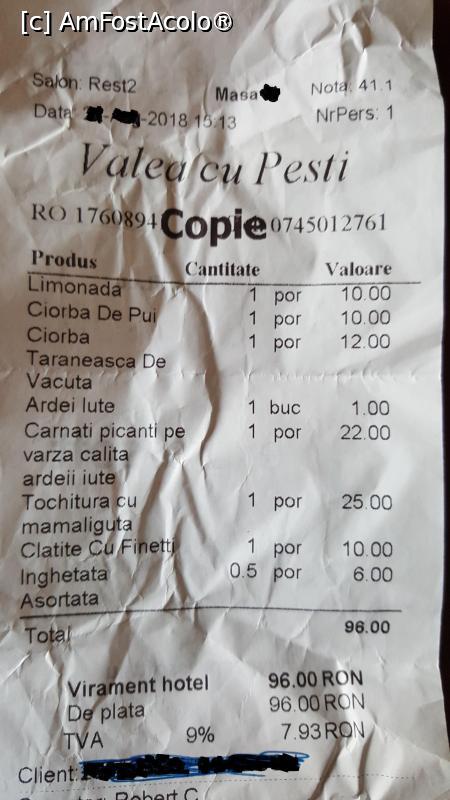 [c] AmFostAcolo®
Salon: Rest2 Masa Nota: 41.1
Data: -2018 15:13 NrPers: 1
Valea cu Pesti
RO 1760894 Copie 0745012761
Produs Cantitate Valoare
Limonada 1 por 10.00
Ciorba De Pui 1 por 10.00
Ciorba 1 por 12.00
Taraneasca De
Vacuta
Ardei Iute 1 buc 1.00
Carnati picanti pe 1 por 22.00
varza calita
ardeii iute
Tochitura cu 1 por 25.00
mamaliguta
Clatite Cu Finetti 1 por 10.00
Inghetata 0.5 por 6.00
Asortata
Total 96.00
Virament hotel 96.00 RON
De plata 96.00 RON
TVA 9% 7.93 RON
Client:
Robert C